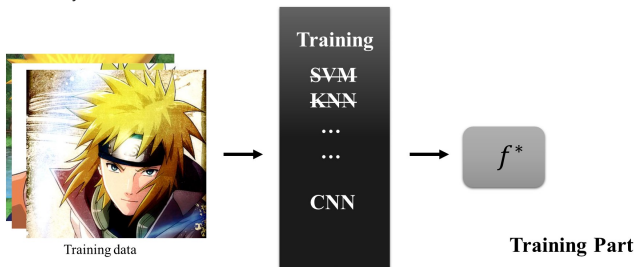 Training
SVM
KNN
...
...
CNN
f*
Training data
Training Part